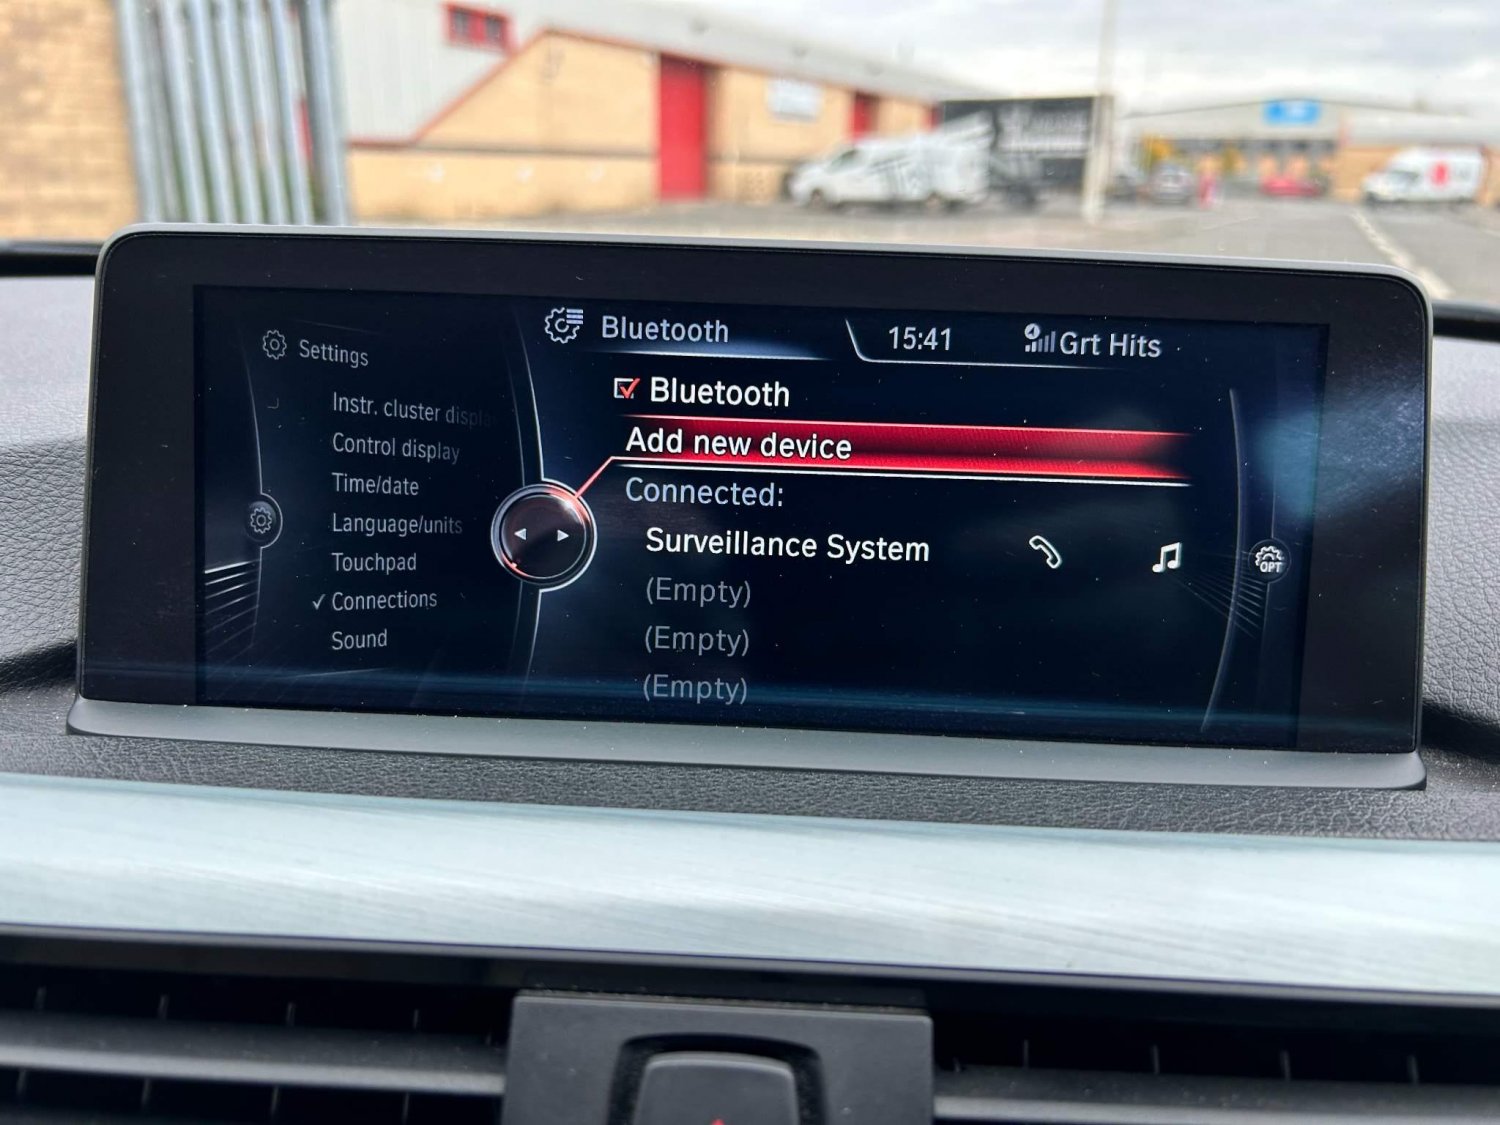 Settings
Instr. cluster displa
Control display
Time/date
Language/units
Touchpad
✓ Connections
Sound
Bluetooth
15:41
Grt Hits
Bluetooth
Add new device
Connected:
Surveillance System
(Empty)
(Empty)
(Empty)
OPT